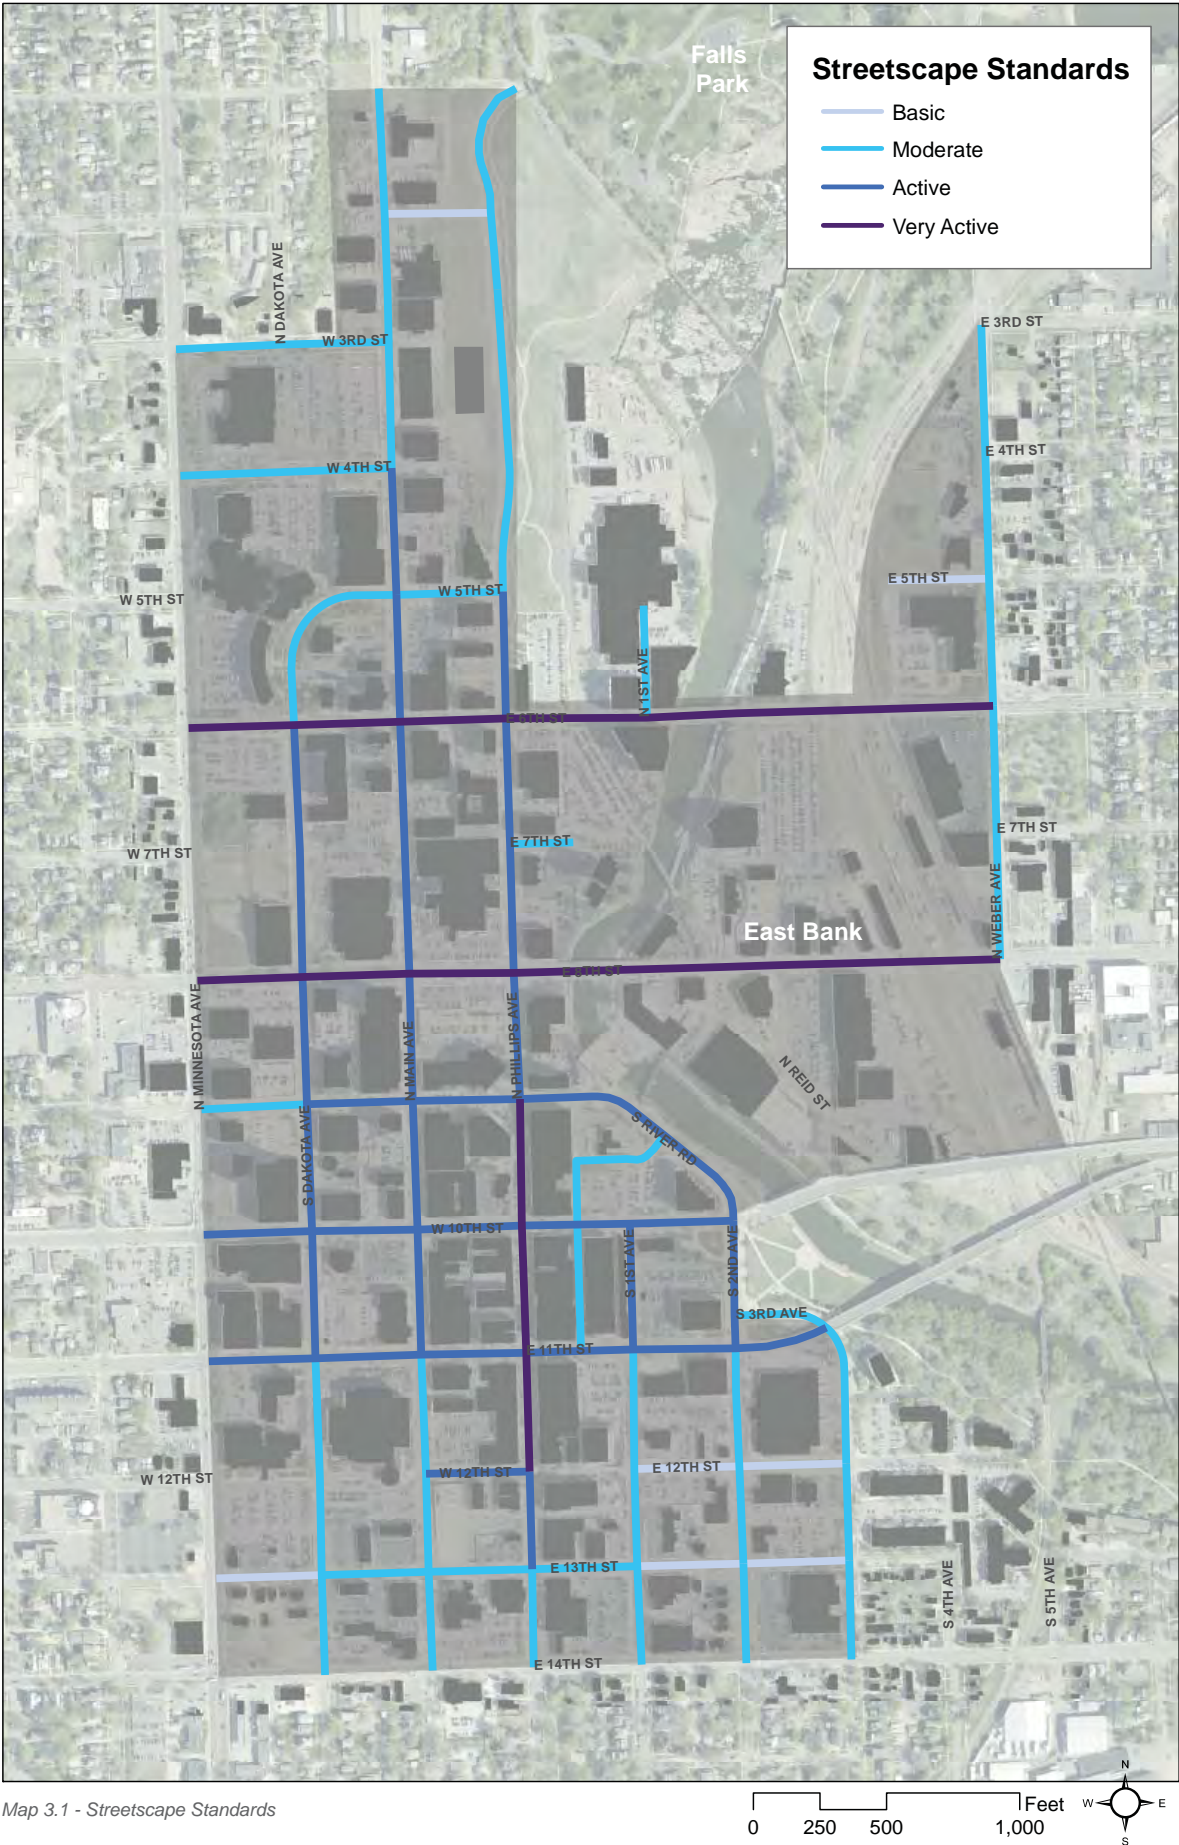 Falls
Park
Streetscape Standards
Basic
Moderate
Active
Very Active
N DAKOTA AVE
W 3RD ST
E 3RD ST
E 4TH ST
W 4TH ST
E 5TH ST
W 5TH ST
W 5TH ST
N 1ST AVE
E 6TH ST
E 7TH ST
E 7TH ST
W 7TH ST
N WEBER AVE
East Bank
E 8TH ST
N MINNESOTA AVE
N MAIN AVE
N PHILLIPS AVE
N REID ST
S RIVER RD
S DAKOTA AVE
W 10TH ST
S 1ST AVE
S 2ND AVE
S 3RD AVE
E 11TH ST
W 12TH ST
W 12TH ST
E 12TH ST
E 13TH ST
S 4TH AVE
S 5TH AVE
E 14TH ST
Map 3.1 - Streetscape Standards
0 250 500 1,000
Feet
N
W E
S